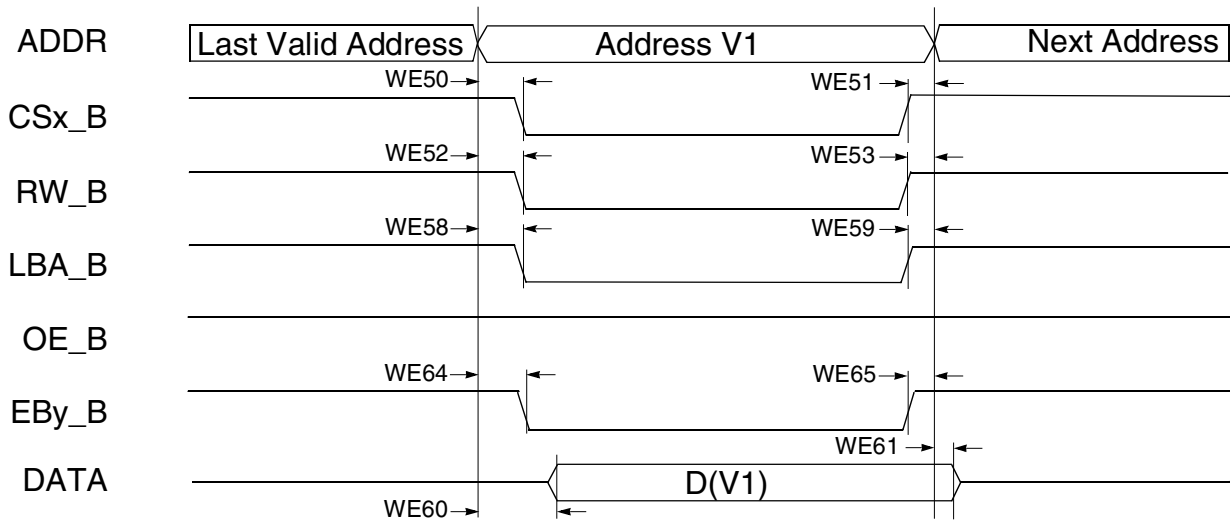 ADDR Last Valid Address Address V1 Next Address
WE50 WE51
CSx_B
WE52 WE53
RW_B
WE58 WE59
LBA_B
OE_B
WE64 WE65
EBy_B
WE61
DATA D(V1)
WE60